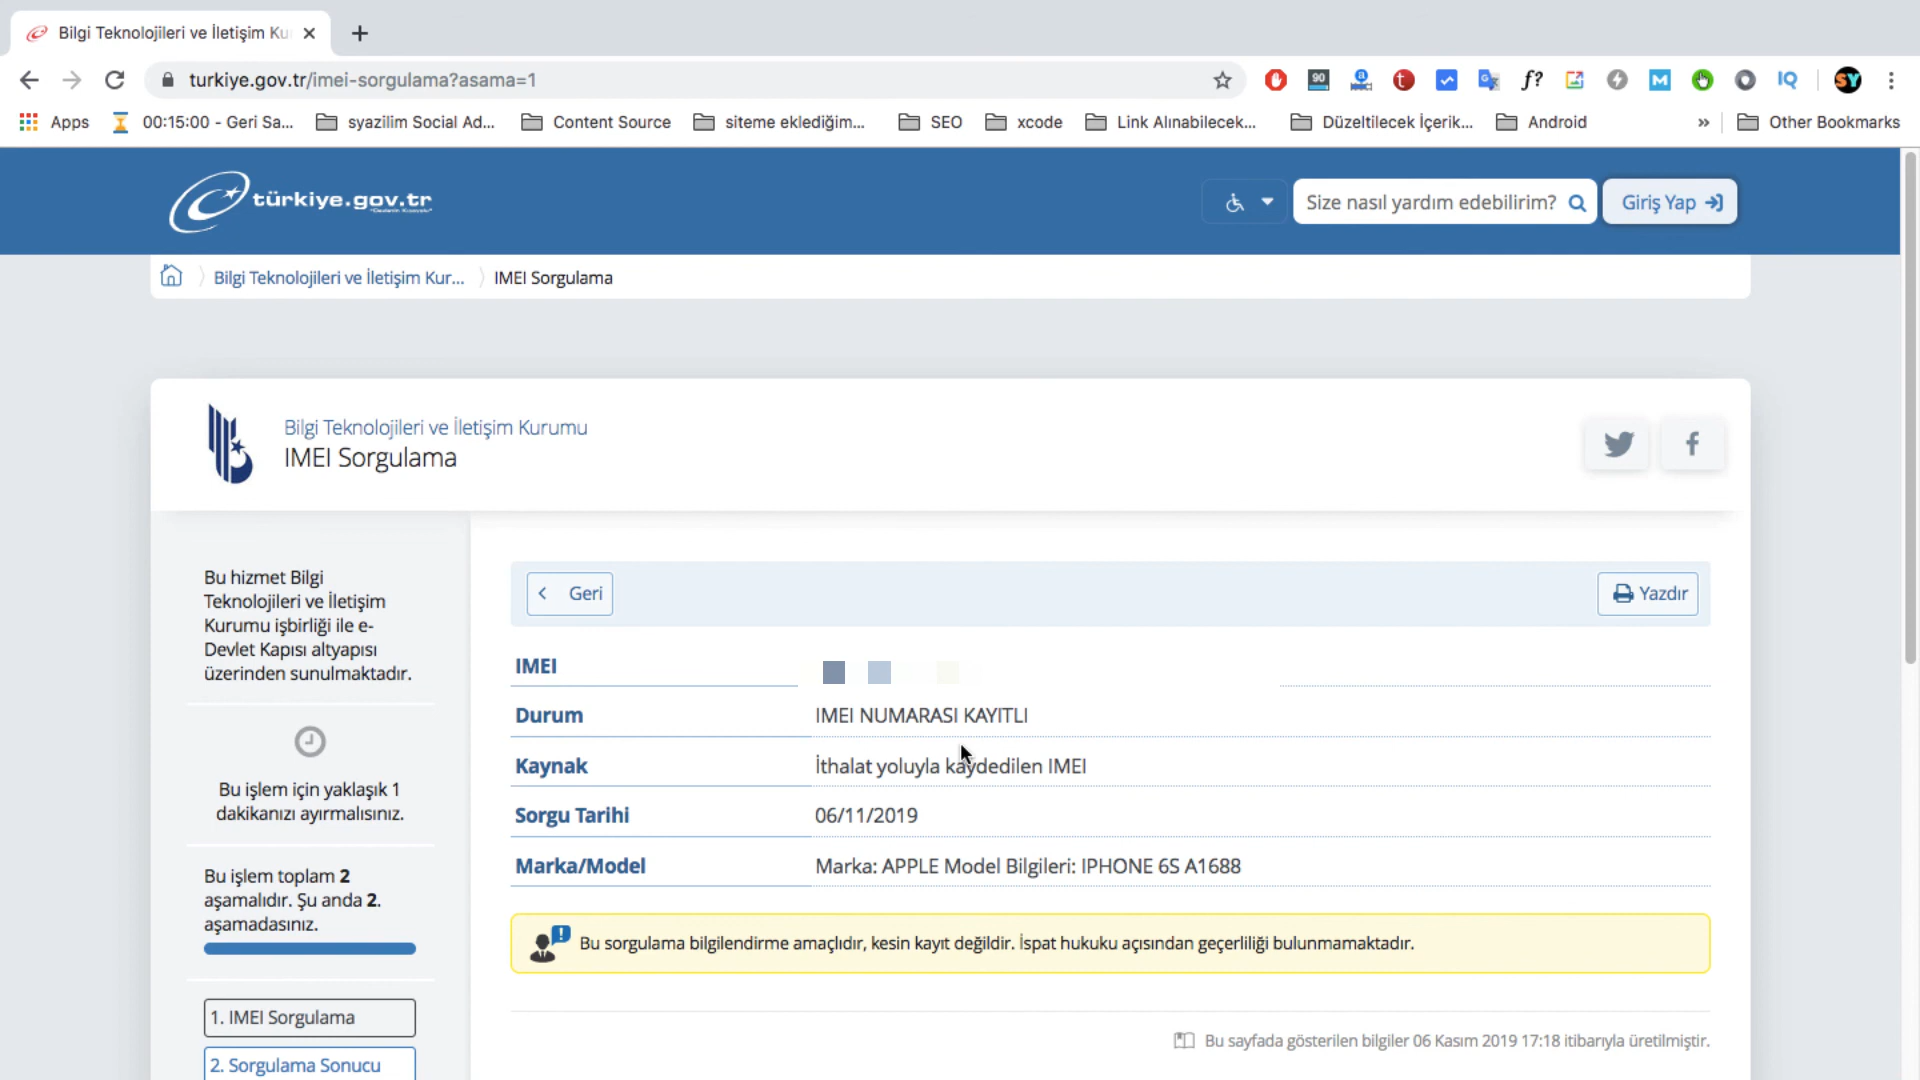 Bilgi Teknolojileri ve İletişim Ku
turkiye.gov.tr/imei-sorgulama?asama=1
90
f?
M
IQ
SY
Apps
00:15:00 - Geri Sa...
syazilim Social Ad...
Content Source
siteme eklediğim...
SEO
xcode
Link Alınabilecek...
Düzeltilecek İçerik...
Android
»
Other Bookmarks
türkiye.gov.tr
Size nasıl yardım edebilirim?
Giriş Yap
Bilgi Teknolojileri ve İletişim Kur...
IMEI Sorgulama
Bilgi Teknolojileri ve İletişim Kurumu
IMEI Sorgulama
Bu hizmet Bilgi
Teknolojileri ve İletişim
Kurumu işbirliği ile e-
Devlet Kapısı altyapısı
üzerinden sunulmaktadır.
Bu işlem için yaklaşık 1
dakikanızı ayırmalısınız.
Bu işlem toplam 2
aşamalıdır. Şu anda 2.
aşamadasınız.
1. IMEI Sorgulama
2. Sorgulama Sonucu
Geri
Yazdır
IMEI
Durum IMEI NUMARASI KAYITLI
Kaynak İthalat yoluyla kaydedilen IMEI
Sorgu Tarihi 06/11/2019
Marka/Model Marka: APPLE Model Bilgileri: IPHONE 6S A1688
Bu sorgulama bilgilendirme amaçlıdır, kesin kayıt değildir. İspat hukuku açısından geçerliliği bulunmamaktadır.
Bu sayfada gösterilen bilgiler 06 Kasım 2019 17:18 itibarıyla üretilmiştir.